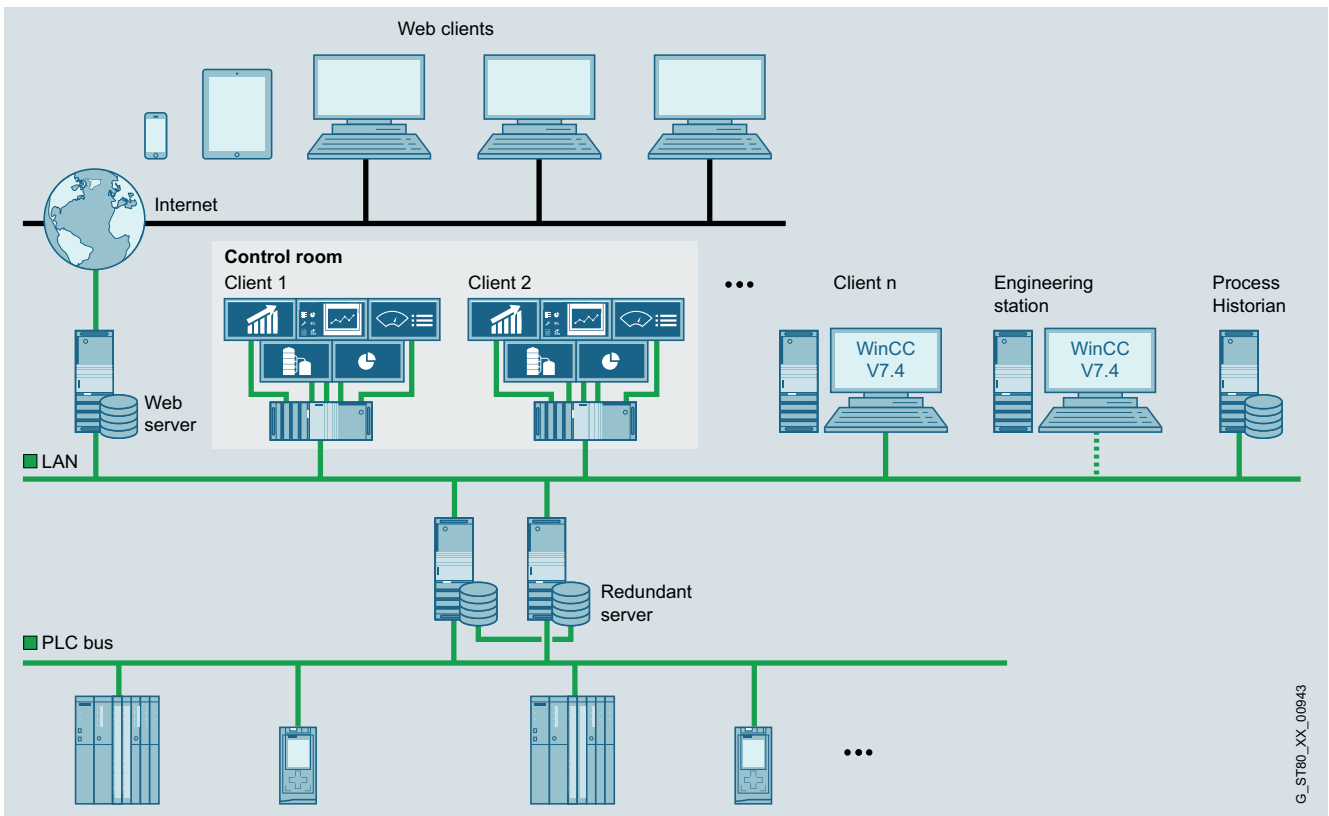 Web clients
Internet
Control room
Client 1
Client 2
•••
Client n
Engineering
station
Process
Historian
WinCC
V7.4
WinCC
V7.4
Web
server
LAN
Redundant
server
PLC bus
•••
G_ST80_XX_00943